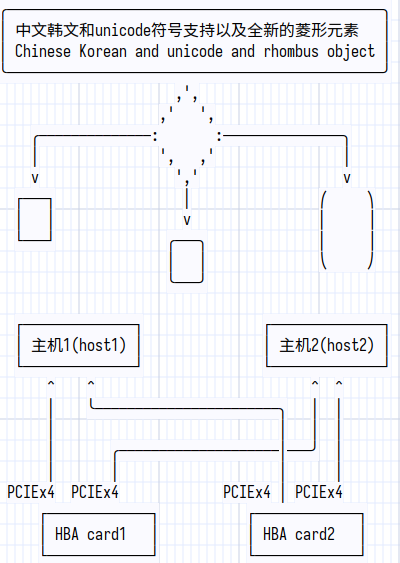 中文韩文和unicode符号支持以及全新的菱形元素
Chinese Korean and unicode and rhombus object
主机1(host1)
主机2(host2)
PCIEx4
PCIEx4
PCIEx4
PCIEx4
HBA card1
HBA card2